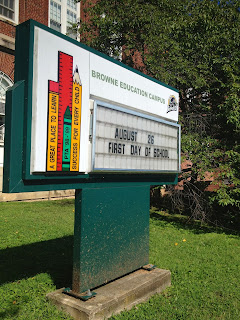 BROWNE EDUCATION CAMPUS
AUGUST 26
FIRST DAY OF SCHOOL
A GREAT PLACE TO LEARN
SUCCESS FOR EVERY CHILD